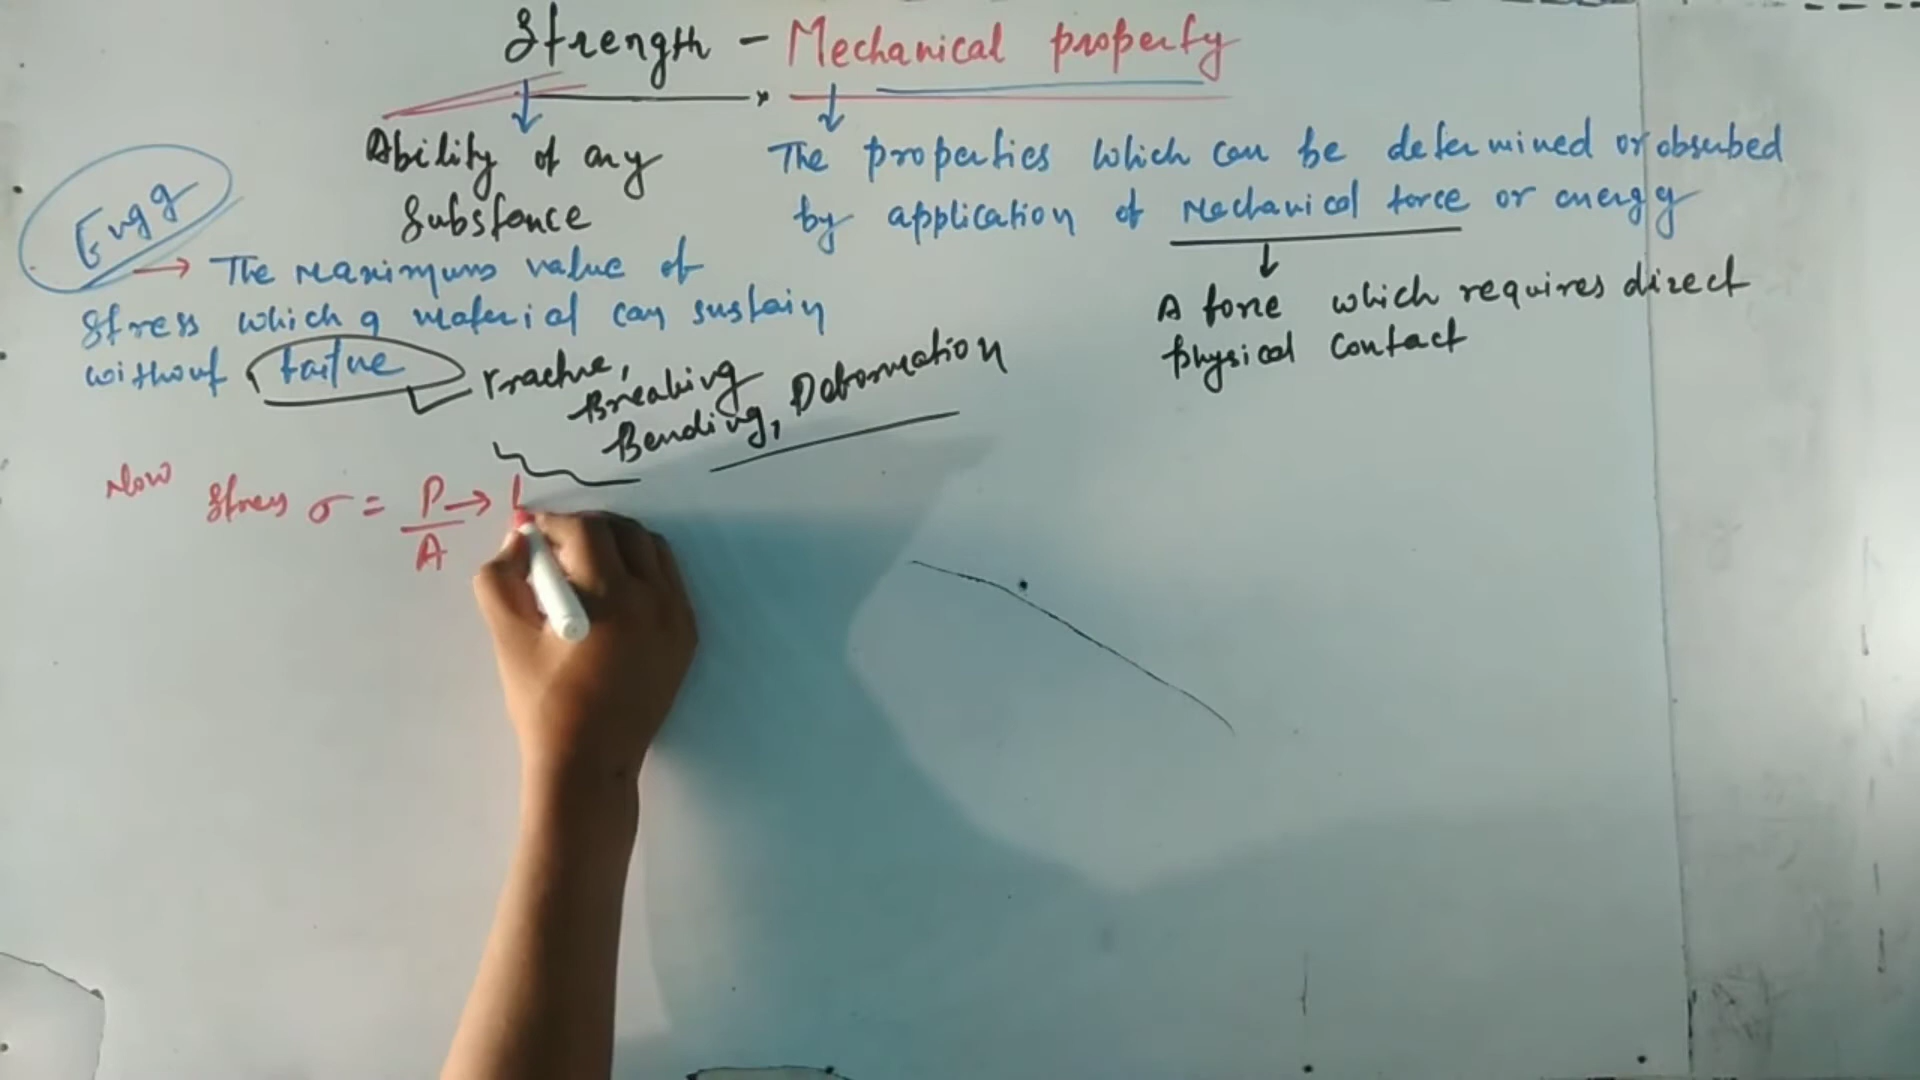 Strength - Mechanical property
Ability of any
Substance
The properties which can be determined or obsubed
by application of Mechanical force or energy
A force which requires direct
physical contact
Engg
→ The maximum value of
Stress which a material can sustain
without failure
Fracture,
Breaking
Bending, Deformation
Now Stress σ = P → L
A